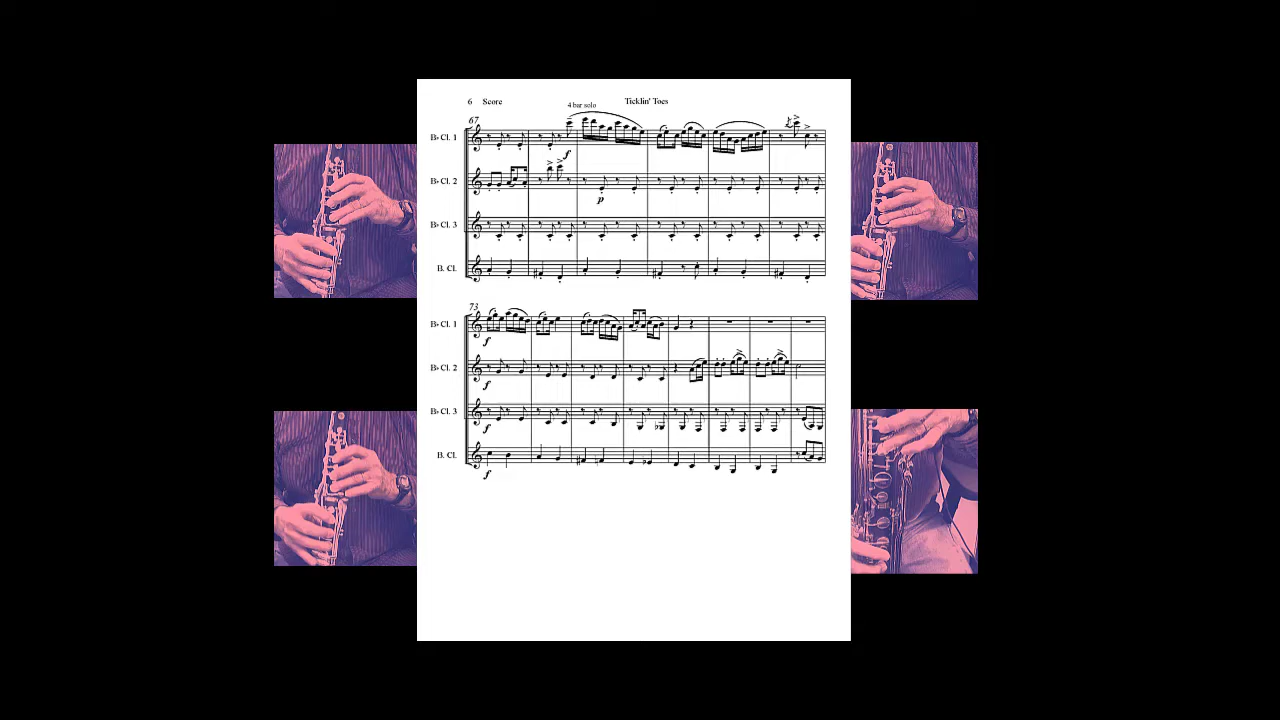 6 Score Ticklin' Toes
4 bar solo
67
B♭ Cl. 1
f
B♭ Cl. 2
p
B♭ Cl. 3
B. Cl.
73
B♭ Cl. 1
f
B♭ Cl. 2
f
B♭ Cl. 3
f
B. Cl.
f